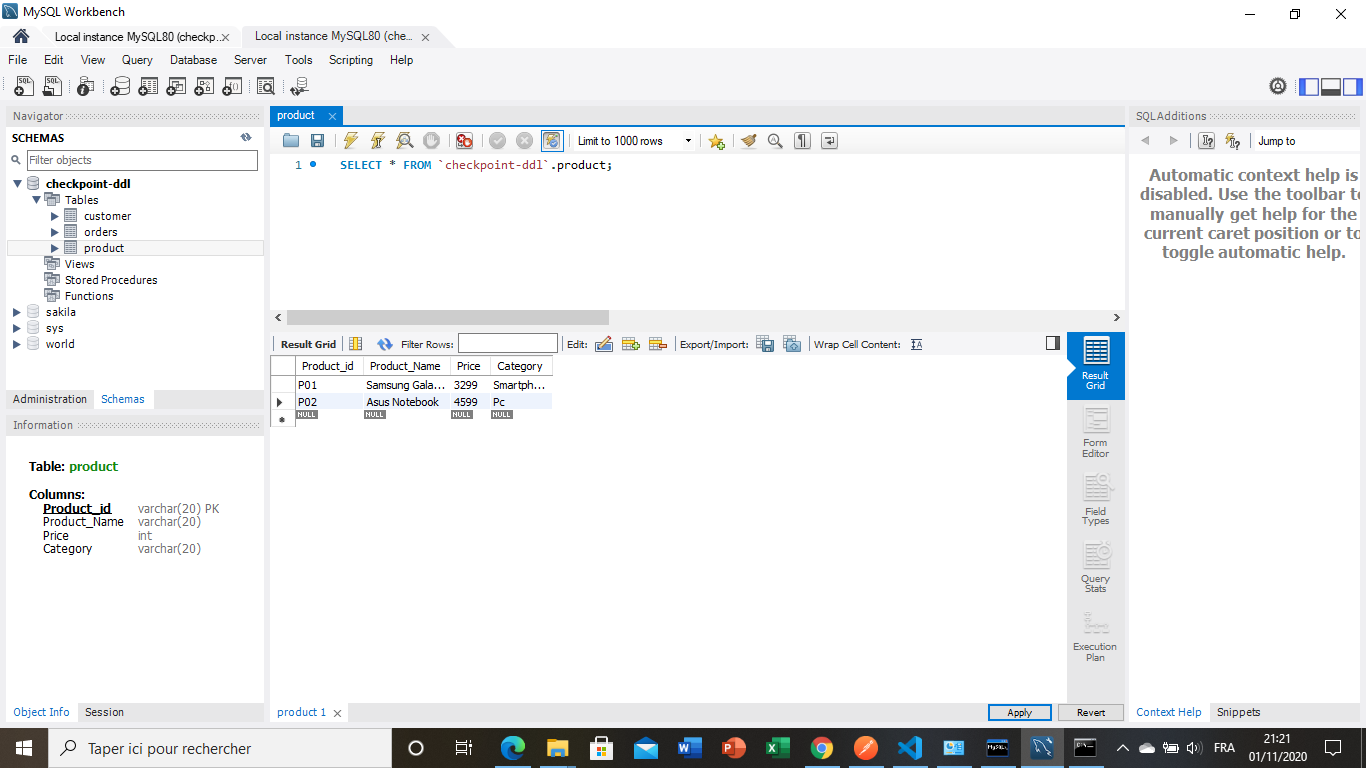 MySQL Workbench
Local instance MySQL80 (checkp... Local instance MySQL80 (che...
File Edit View Query Database Server Tools Scripting Help
Navigator
SCHEMAS
Filter objects
checkpoint-ddl
Tables
customer
orders
product
Views
Stored Procedures
Functions
sakila
sys
world
Administration Schemas
Information
Table: product
Columns:
Product_id varchar(20) PK
Product_Name varchar(20)
Price int
Category varchar(20)
Object Info Session
product
Limit to 1000 rows
1 SELECT * FROM `checkpoint-ddl`.product;
Result Grid Filter Rows: Edit: Export/Import: Wrap Cell Content:
Product_id Product_Name Price Category
P01 Samsung Gala... 3299 Smartph...
P02 Asus Notebook 4599 Pc
NULL NULL NULL NULL
Result Grid
Form Editor
Field Types
Query Stats
Execution Plan
product 1 Apply Revert
SQLAdditions
Jump to
Automatic context help is
disabled. Use the toolbar to
manually get help for the
current caret position or to
toggle automatic help.
Context Help Snippets
Taper ici pour rechercher
FRA
21:21
01/11/2020